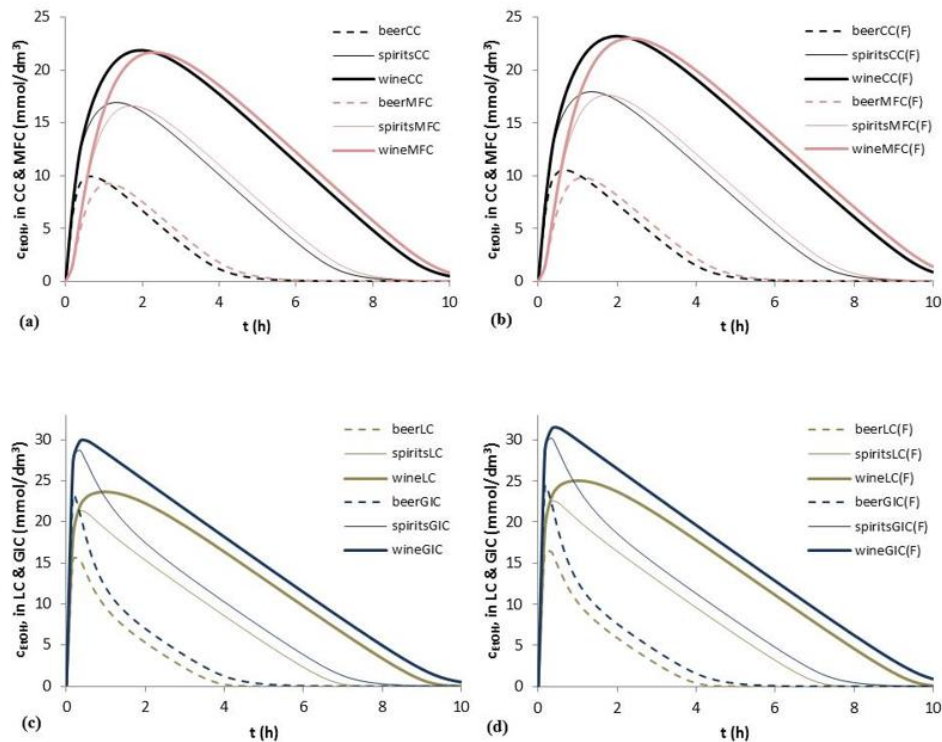 25
20
15
10
5
0
cEtOH, in CC & MFC (mmol/dm³)
0 2 4 6 8 10
t (h)
(a)
beerCC
spiritsCC
wineCC
beerMFC
spiritsMFC
wineMFC
25
20
15
10
5
0
cEtOH, in CC & MFC (mmol/dm³)
0 2 4 6 8 10
t (h)
(b)
beerCC(F)
spiritsCC(F)
wineCC(F)
beerMFC(F)
spiritsMFC(F)
wineMFC(F)
30
25
20
15
10
5
0
cEtOH, in LC & GIC (mmol/dm³)
0 2 4 6 8 10
t (h)
(c)
beerLC
spiritsLC
wineLC
beerGIC
spiritsGIC
wineGIC
30
25
20
15
10
5
0
cEtOH, in LC & GIC (mmol/dm³)
0 2 4 6 8 10
t (h)
(d)
beerLC(F)
spiritsLC(F)
wineLC(F)
beerGIC(F)
spiritsGIC(F)
wineGIC(F)